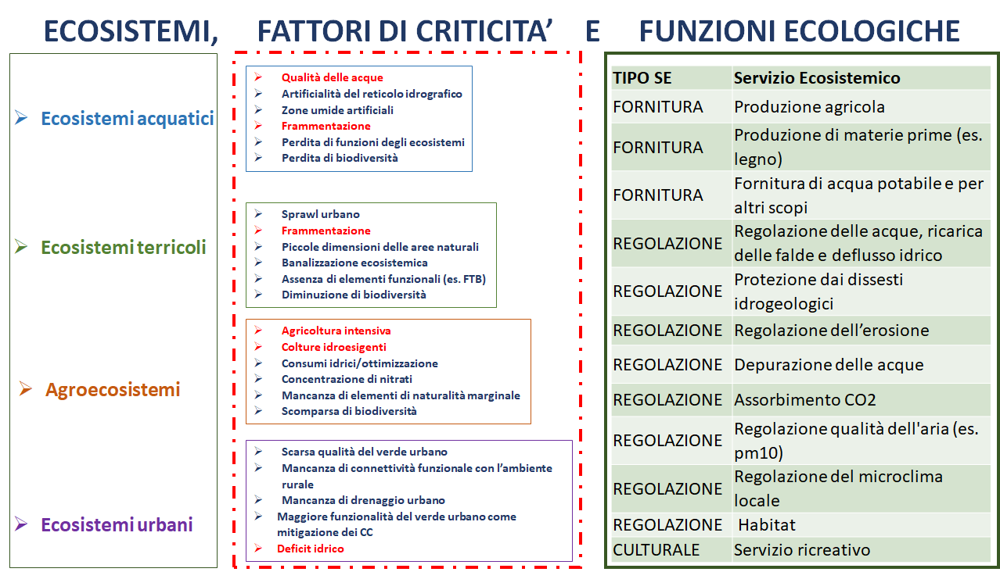 ECOSISTEMI, FATTORI DI CRITICITA’ E FUNZIONI ECOLOGICHE
Ecosistemi acquatici
Ecosistemi terricoli
Agroecosistemi
Ecosistemi urbani
Qualità delle acque
Artificialità del reticolo idrografico
Zone umide artificiali
Frammentazione
Perdita di funzioni degli ecosistemi
Perdita di biodiversità
Sprawl urbano
Frammentazione
Piccole dimensioni delle aree naturali
Banalizzazione ecosistemica
Assenza di elementi funzionali (es. FTB)
Diminuzione di biodiversità
Agricoltura intensiva
Colture idroesigenti
Consumi idrici/ottimizzazione
Concentrazione di nitrati
Mancanza di elementi di naturalità marginale
Scomparsa di biodiversità
Scarsa qualità del verde urbano
Mancanza di connettività funzionale con l’ambiente
rurale
Mancanza di drenaggio urbano
Maggiore funzionalità del verde urbano come
mitigazione dei CC
Deficit idrico
TIPO SE Servizio Ecosistemico
FORNITURA Produzione agricola
FORNITURA Produzione di materie prime (es.
legno)
FORNITURA Fornitura di acqua potabile e per
altri scopi
REGOLAZIONE Regolazione delle acque, ricarica
delle falde e deflusso idrico
REGOLAZIONE Protezione dai dissesti
idrogeologici
REGOLAZIONE Regolazione dell’erosione
REGOLAZIONE Depurazione delle acque
REGOLAZIONE Assorbimento CO2
REGOLAZIONE Regolazione qualità dell'aria (es.
pm10)
REGOLAZIONE Regolazione del microclima
locale
REGOLAZIONE Habitat
CULTURALE Servizio ricreativo